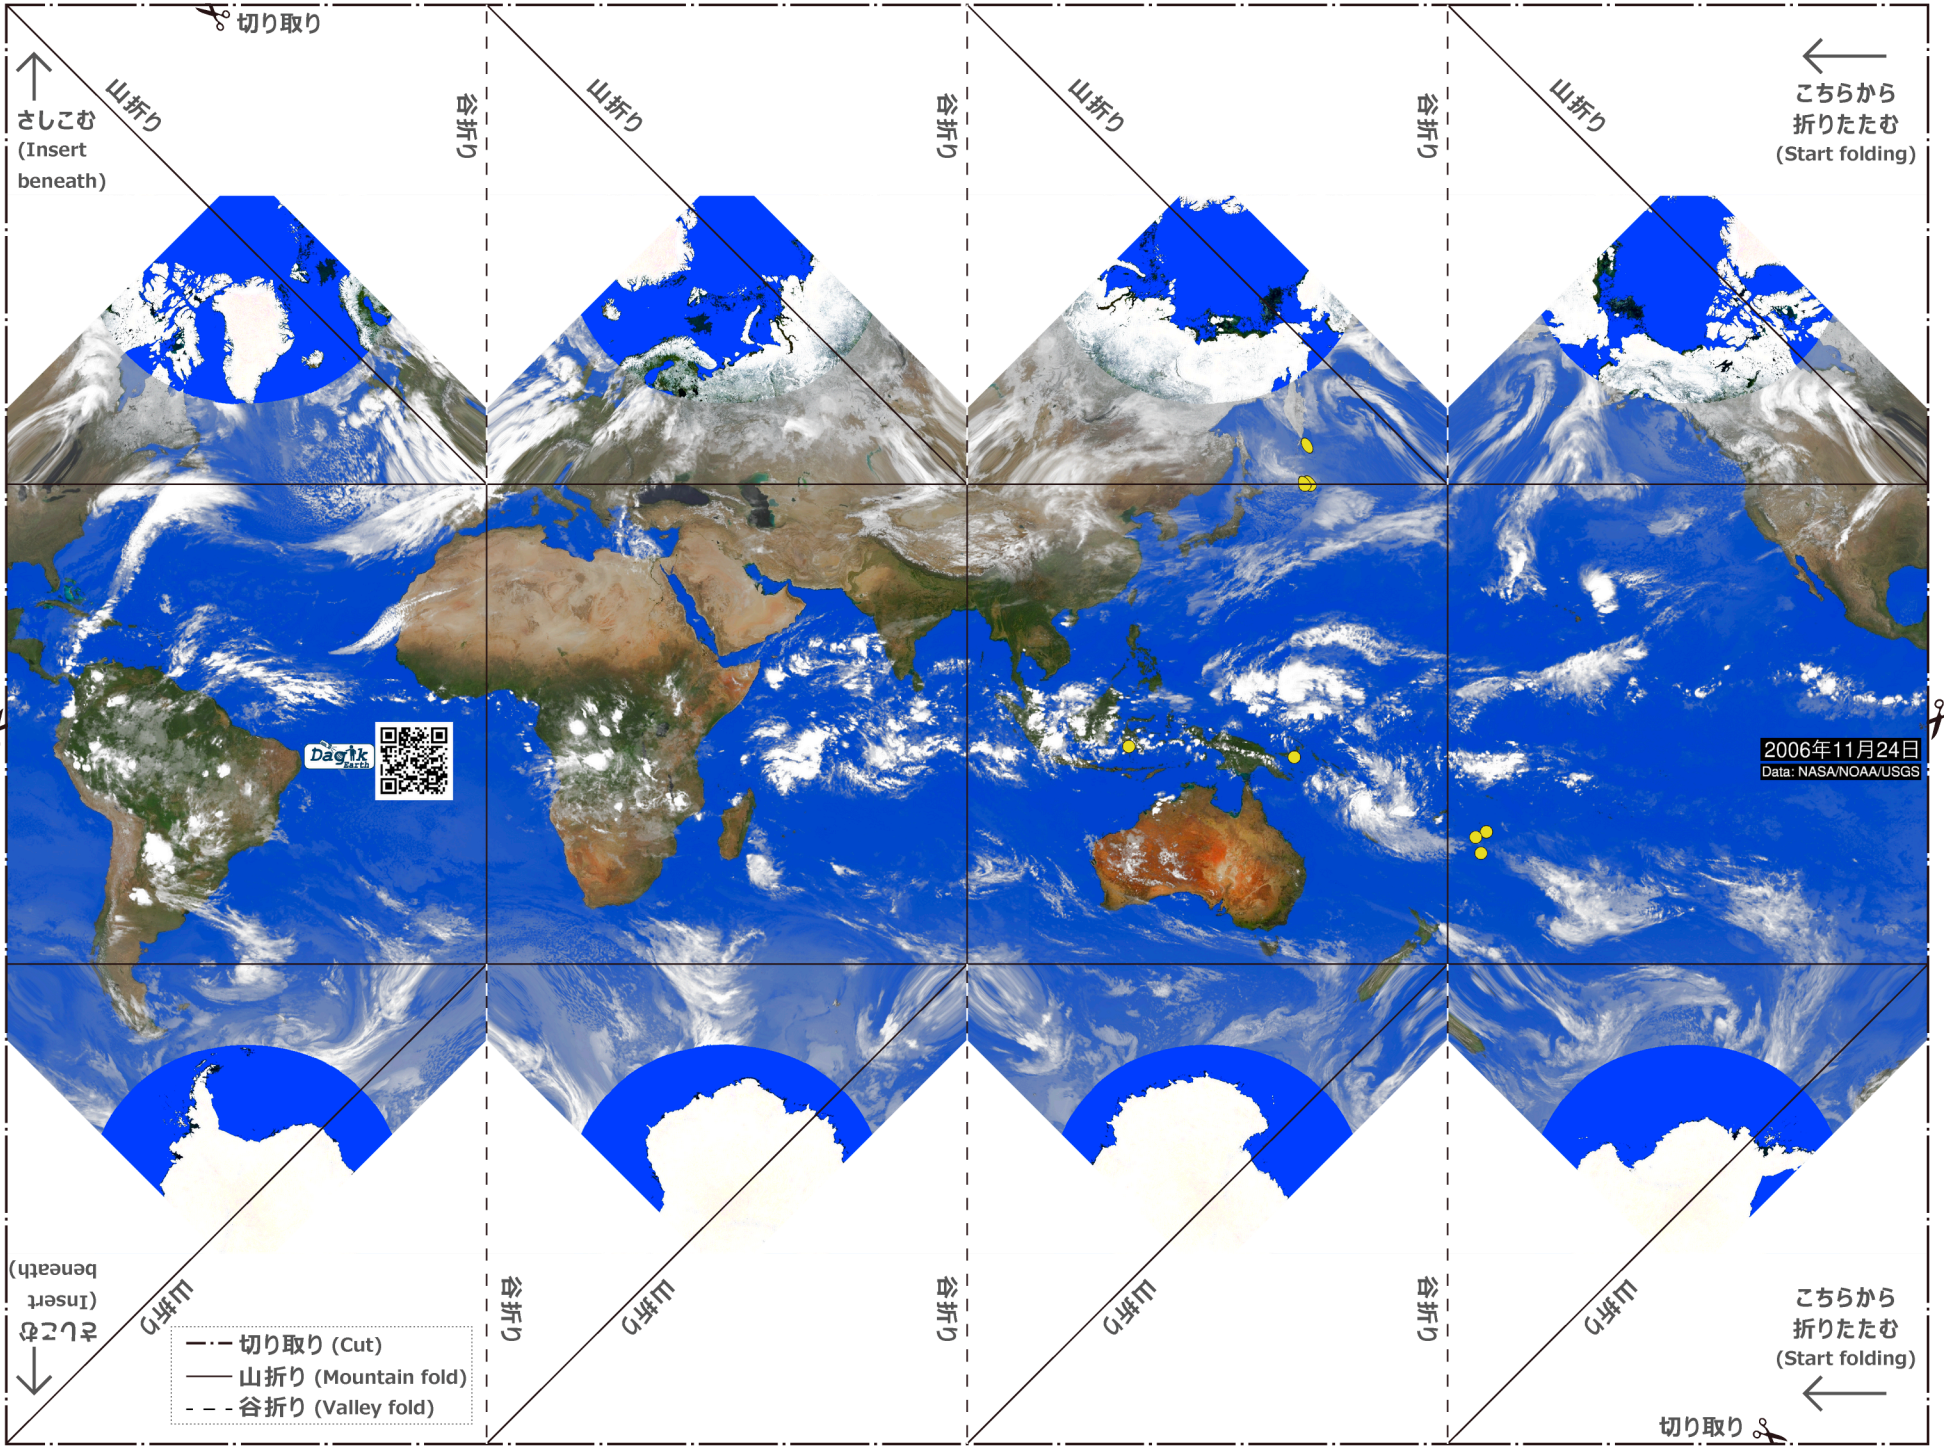 切り取り
山折り
谷折り
山折り
谷折り
山折り
谷折り
山折り
さしこむ
(Insert
beneath)
こちらから
折りたたむ
(Start folding)
Dagik
Earth
2006年11月24日
Data: NASA/NOAA/USGS
さしこむ
(Insert
beneath)
山折り
谷折り
山折り
谷折り
山折り
谷折り
山折り
こちらから
折りたたむ
(Start folding)
切り取り (Cut)
山折り (Mountain fold)
谷折り (Valley fold)
切り取り